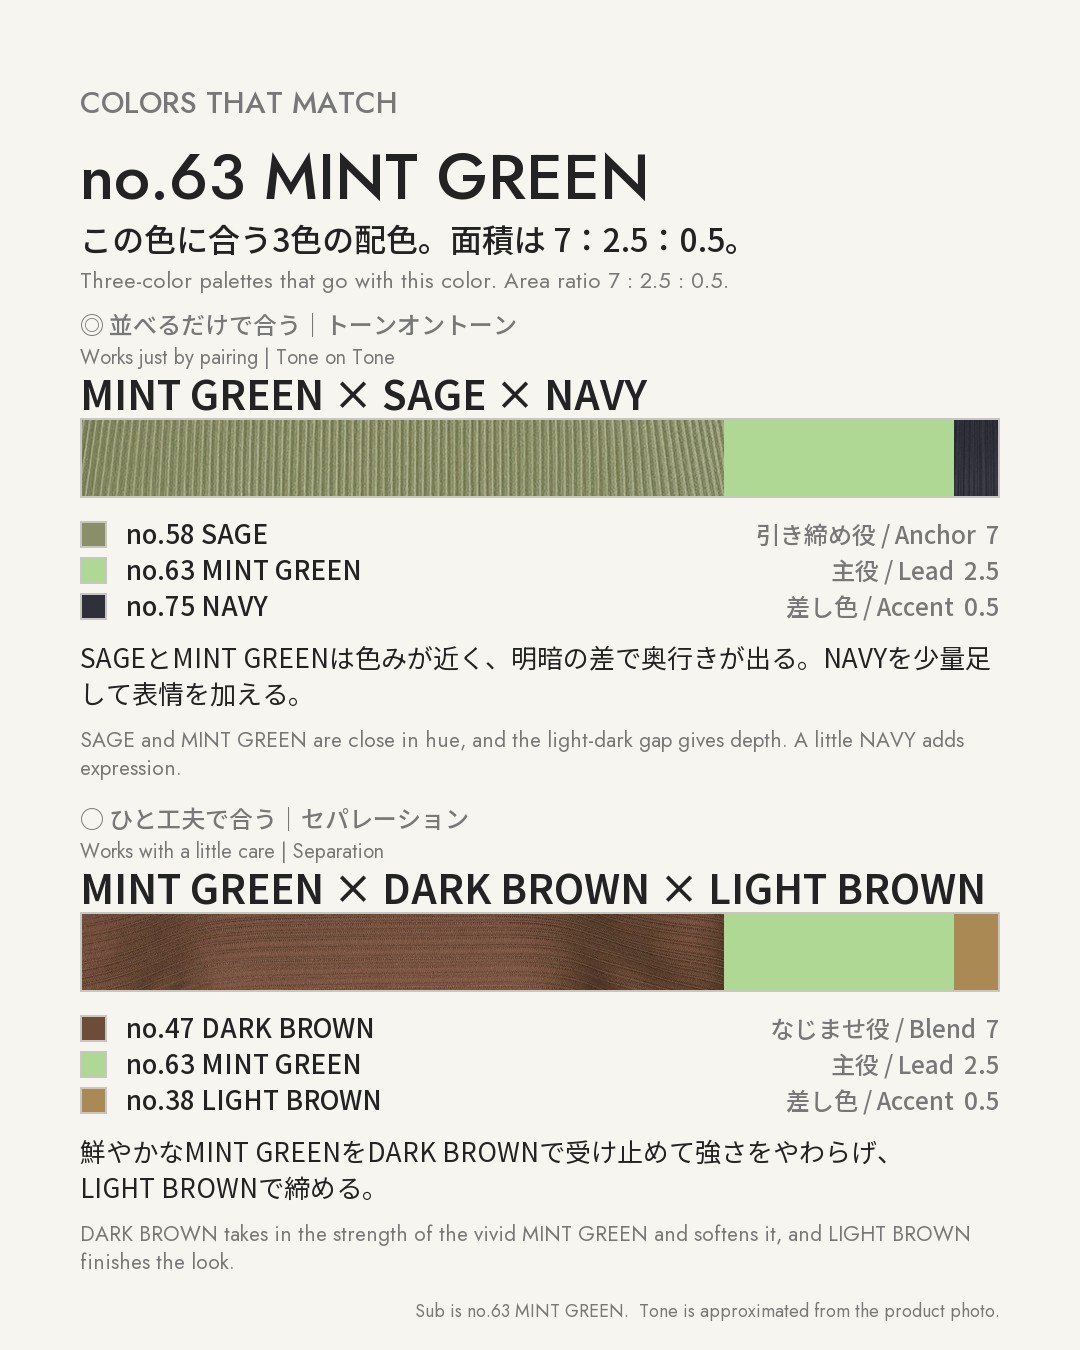 COLORS THAT MATCH
no.63 MINT GREEN
この色に合う3色の配色。面積は 7：2.5：0.5。
Three-color palettes that go with this color. Area ratio 7 : 2.5 : 0.5.
◎ 並べるだけで合う｜トーンオントーン
Works just by pairing | Tone on Tone
MINT GREEN × SAGE × NAVY
no.58 SAGE 引き締め役 / Anchor 7
no.63 MINT GREEN 主役 / Lead 2.5
no.75 NAVY 差し色 / Accent 0.5
SAGEとMINT GREENは色みが近く、明暗の差で奥行きが出る。NAVYを少量足
して表情を加える。
SAGE and MINT GREEN are close in hue, and the light-dark gap gives depth. A little NAVY adds
expression.
○ ひと工夫で合う｜セパレーション
Works with a little care | Separation
MINT GREEN × DARK BROWN × LIGHT BROWN
no.47 DARK BROWN なじませ役 / Blend 7
no.63 MINT GREEN 主役 / Lead 2.5
no.38 LIGHT BROWN 差し色 / Accent 0.5
鮮やかなMINT GREENをDARK BROWNで受け止めて強さをやわらげ、
LIGHT BROWNで締める。
DARK BROWN takes in the strength of the vivid MINT GREEN and softens it, and LIGHT BROWN
finishes the look.
Sub is no.63 MINT GREEN. Tone is approximated from the product photo.